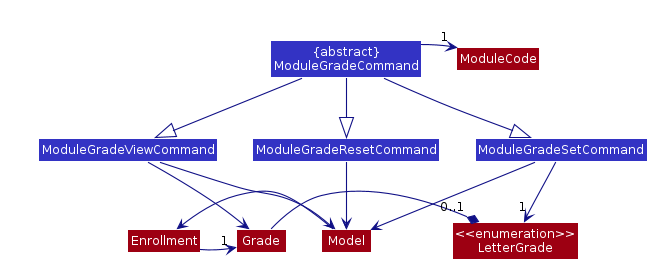 1
{abstract}
ModuleGradeCommand
ModuleCode
ModuleGradeViewCommand
ModuleGradeResetCommand
ModuleGradeSetCommand
0..1
1
Enrollment
1
Grade
Model
<<enumeration>>
LetterGrade